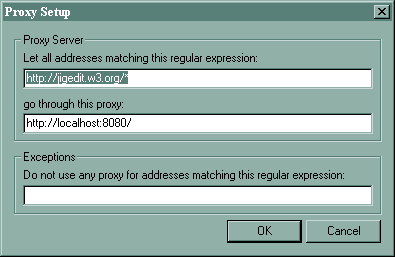 Proxy Setup
Proxy Server
Let all addresses matching this regular expression:
http://jigedit.w3.org/*
go through this proxy:
http://localhost:8080/
Exceptions
Do not use any proxy for addresses matching this regular expression:
OK
Cancel